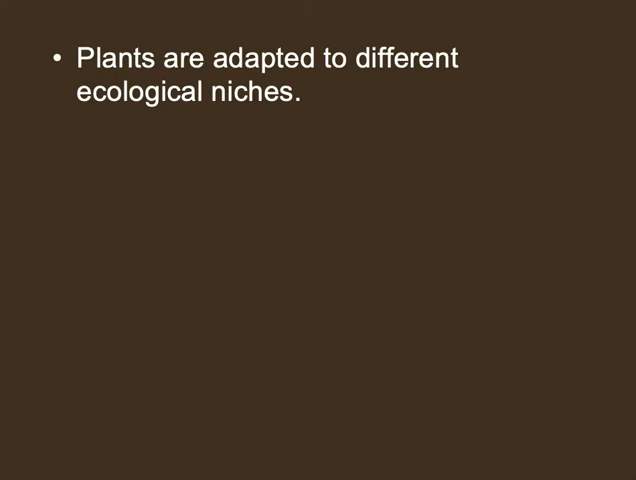 • Plants are adapted to different
ecological niches.